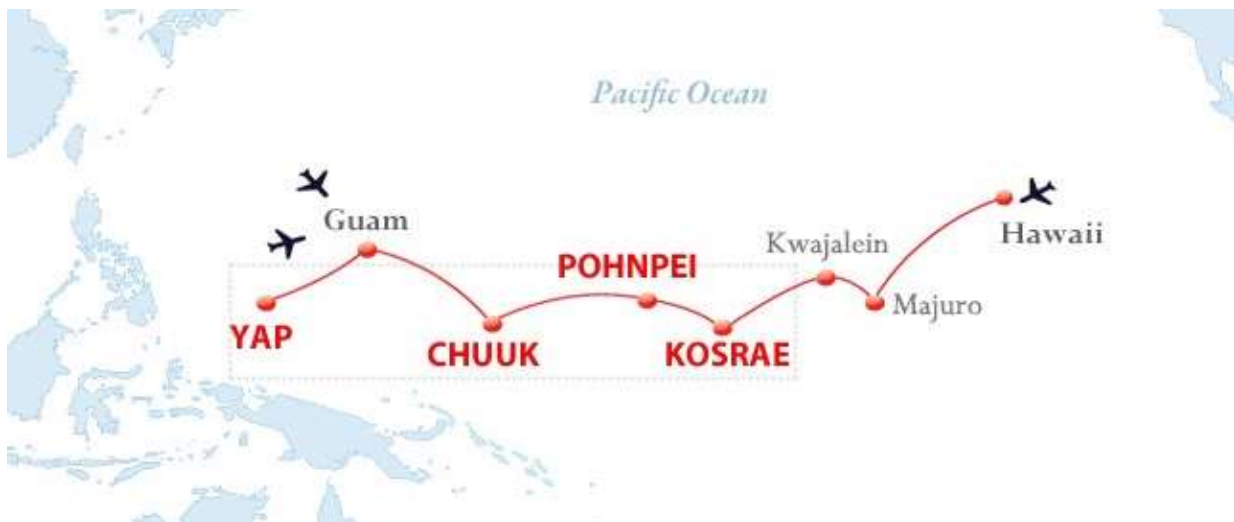 Pacific Ocean
Guam
Hawaii
Kwajalein
POHNPEI
Majuro
YAP
CHUUK
KOSRAE